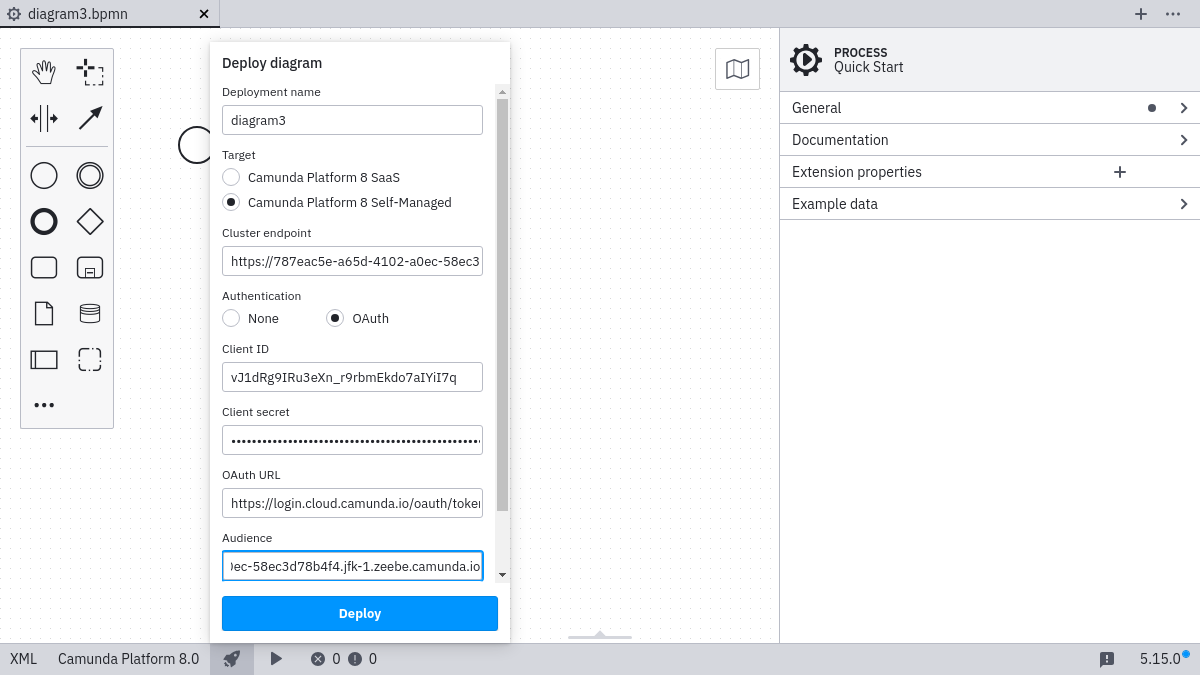 diagram3.bpmn
Deploy diagram
Deployment name
diagram3
Target
Camunda Platform 8 SaaS
Camunda Platform 8 Self-Managed
Cluster endpoint
https://787eac5e-a65d-4102-a0ec-58ec3
Authentication
None
OAuth
Client ID
vJ1dRg9IRu3eXn_r9rbmEkdo7aIYiI7q
Client secret
OAuth URL
https://login.cloud.camunda.io/oauth/token
Audience
0ec-58ec3d78b4f4.jfk-1.zeebe.camunda.io
Deploy
PROCESS
Quick Start
General
Documentation
Extension properties
Example data
XML
Camunda Platform 8.0
0
0
5.15.0